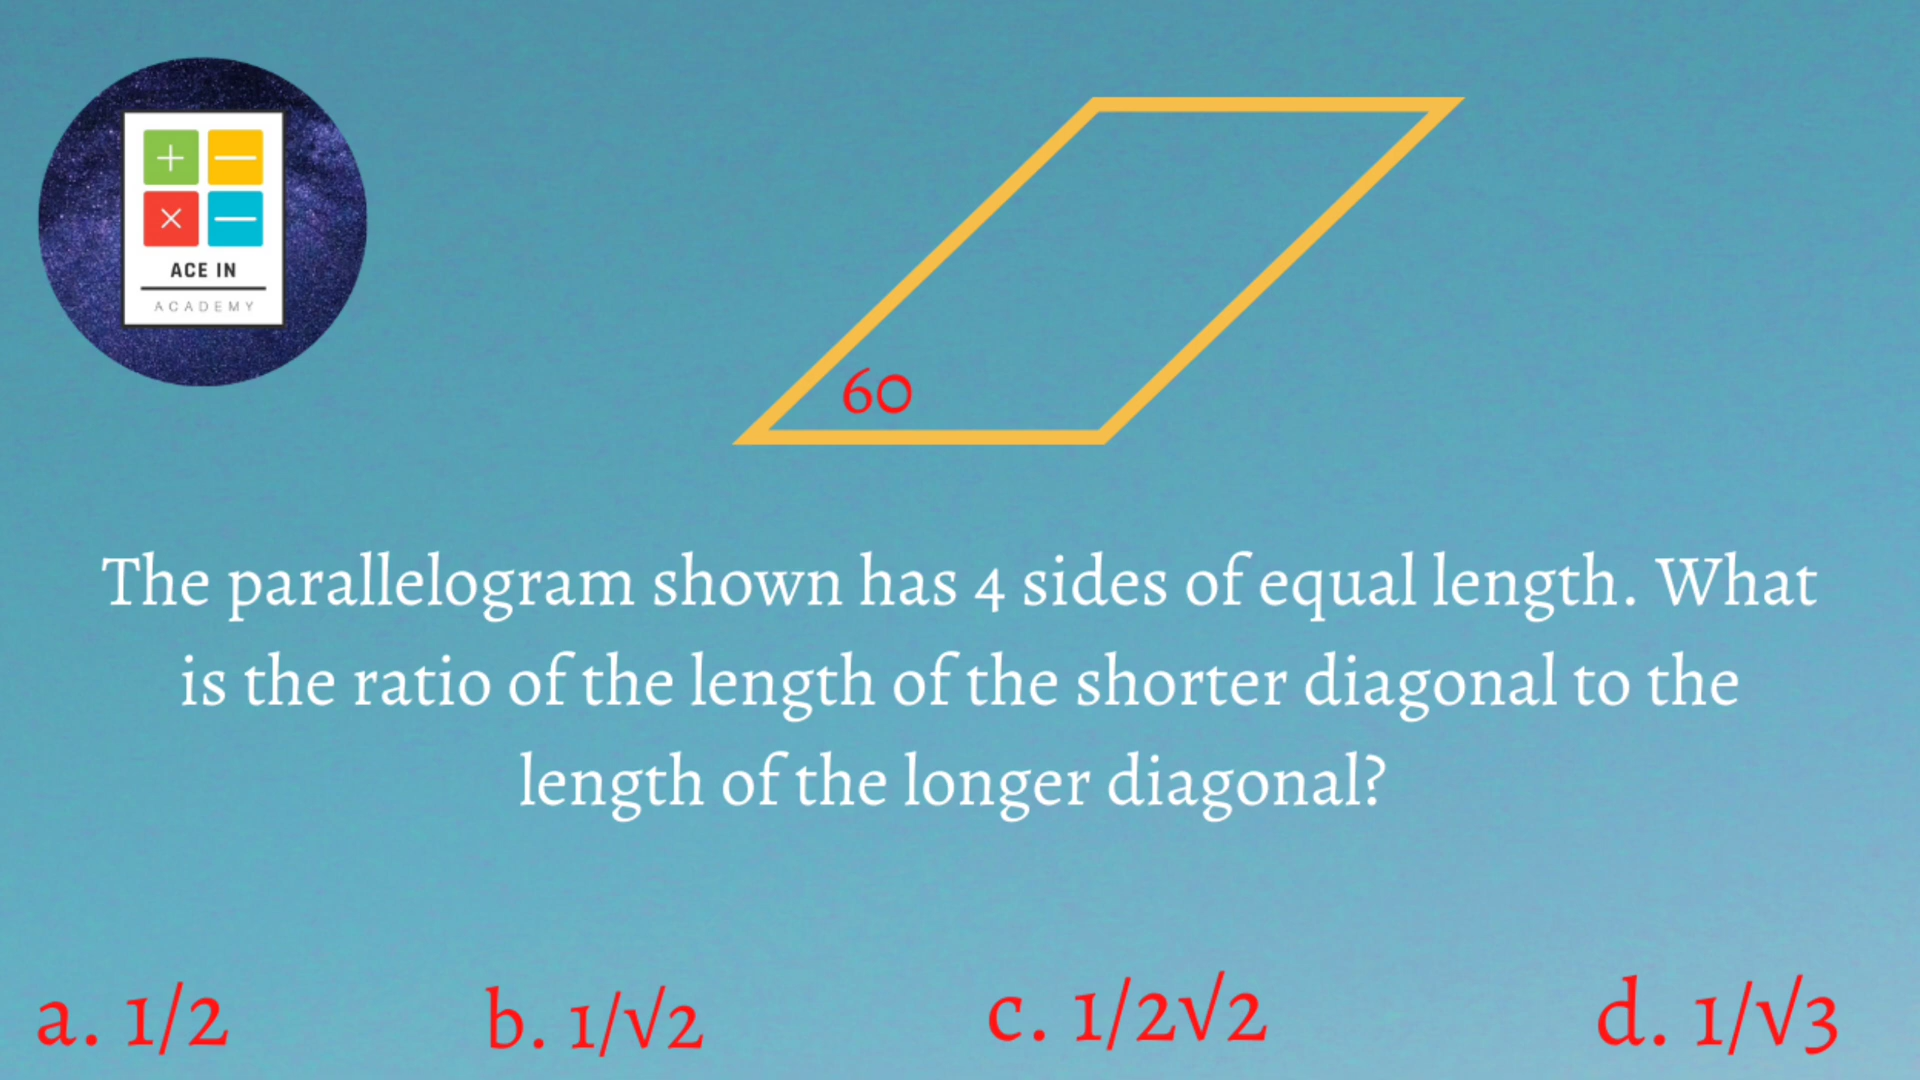 + —
× —
ACE IN
ACADEMY
60
The parallelogram shown has 4 sides of equal length. What
is the ratio of the length of the shorter diagonal to the
length of the longer diagonal?
a. 1/2 b. 1/√2 c. 1/2√2 d. 1/√3